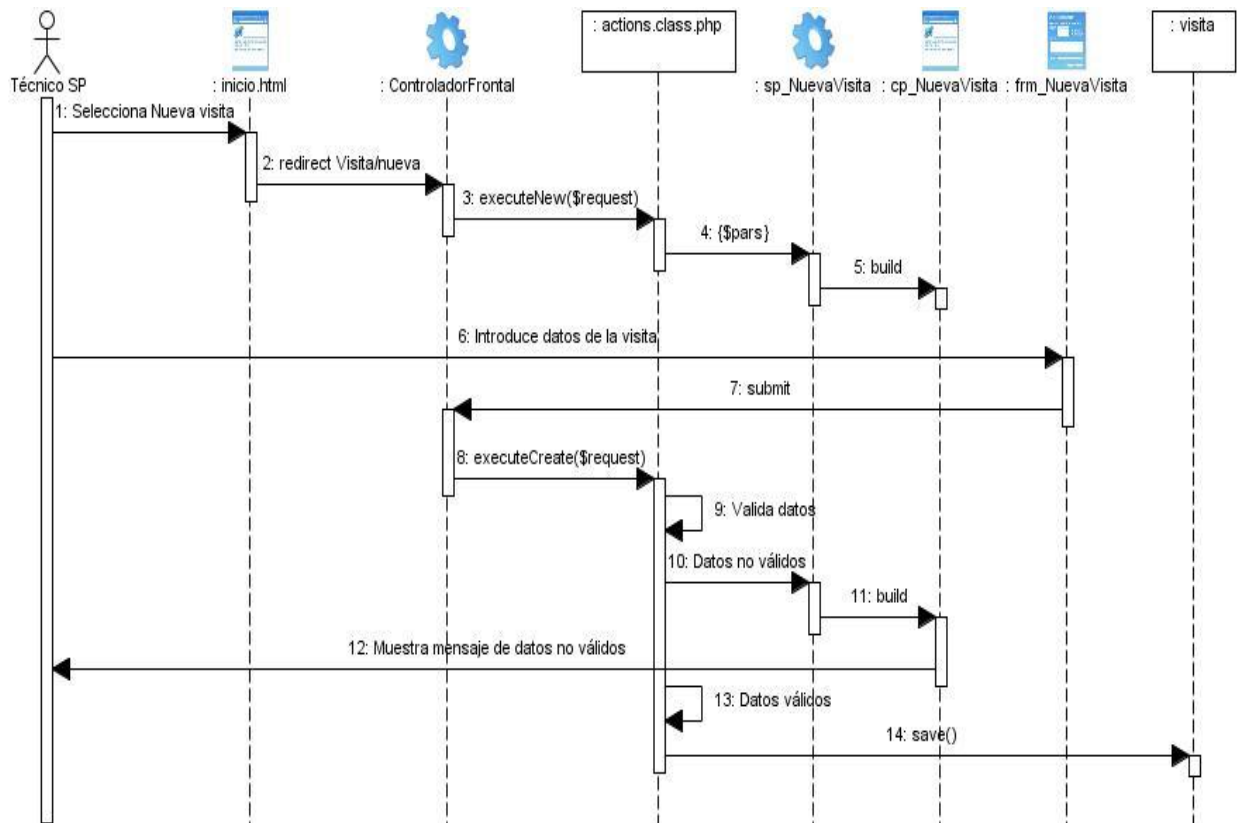 : actions.class.php
: visita
Técnico SP
: inicio.html
: ControladorFrontal
: sp_NuevaVisita
: cp_NuevaVisita
: frm_NuevaVisita
1: Selecciona Nueva visita
2: redirect Visita/nueva
3: executeNew($request)
4: {$pars}
5: build
6: Introduce datos de la visita
7: submit
8: executeCreate($request)
9: Valida datos
10: Datos no válidos
11: build
12: Muestra mensaje de datos no válidos
13: Datos válidos
14: save()